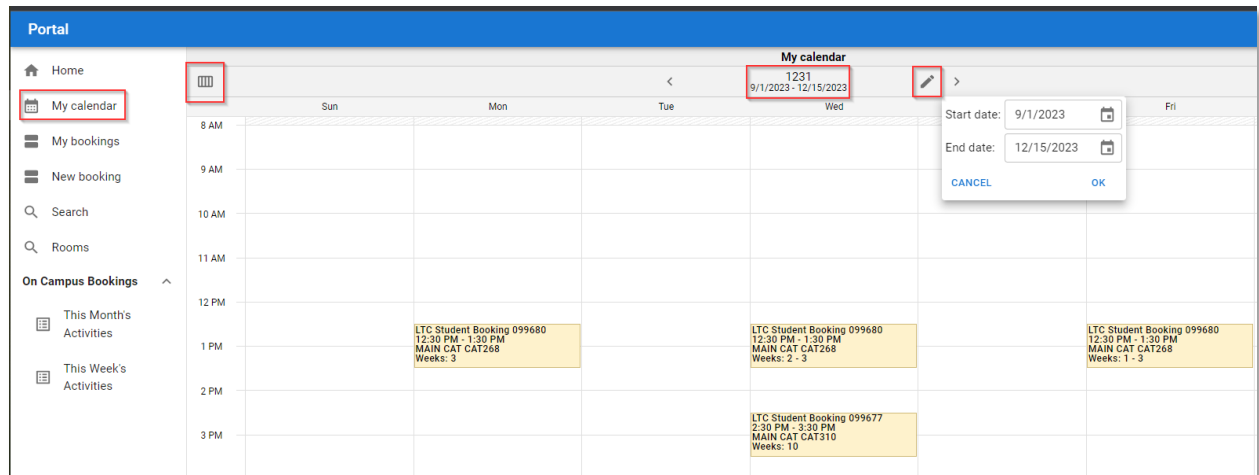 Portal
Home
My calendar
My bookings
New booking
Search
Rooms
On Campus Bookings
This Month's
Activities
This Week's
Activities
My calendar
1231
9/1/2023 - 12/15/2023
Sun Mon Tue Wed Fri
Start date: 9/1/2023
End date: 12/15/2023
CANCEL OK
8 AM
9 AM
10 AM
11 AM
12 PM
1 PM
2 PM
3 PM
LTC Student Booking 099680
12:30 PM - 1:30 PM
MAIN CAT CAT268
Weeks: 3
LTC Student Booking 099680
12:30 PM - 1:30 PM
MAIN CAT CAT268
Weeks: 2 - 3
LTC Student Booking 099680
12:30 PM - 1:30 PM
MAIN CAT CAT268
Weeks: 1 - 3
LTC Student Booking 099677
2:30 PM - 3:30 PM
MAIN CAT CAT310
Weeks: 10